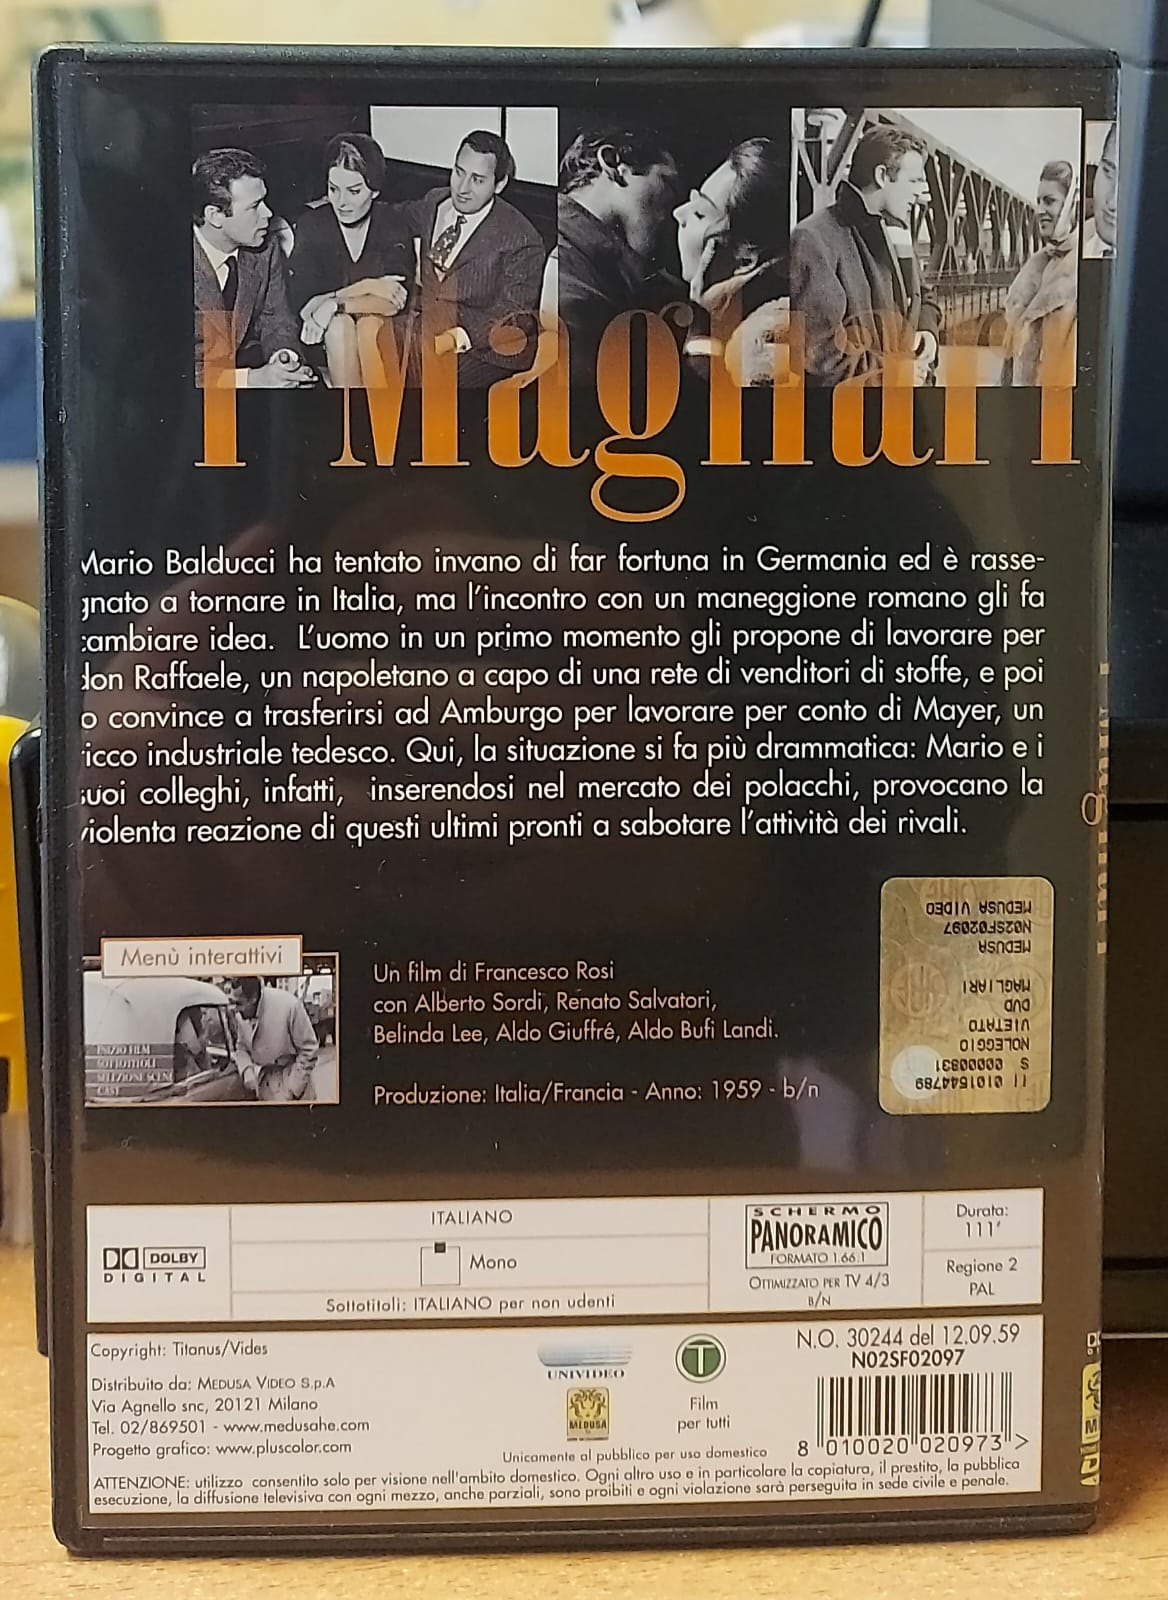 I Magliari
Mario Balducci ha tentato invano di far fortuna in Germania ed è rasse-
gnato a tornare in Italia, ma l'incontro con un maneggione romano gli fa
cambiare idea. L'uomo in un primo momento gli propone di lavorare per
don Raffaele, un napoletano a capo di una rete di venditori di stoffe, e poi
o convince a trasferirsi ad Amburgo per lavorare per conto di Mayer, un
ricco industriale tedesco. Qui, la situazione si fa più drammatica: Mario e i
suoi colleghi, infatti, inserendosi nel mercato dei polacchi, provocano la
violenta reazione di questi ultimi pronti a sabotare l'attività dei rivali.
Menù interattivi
INIZIO FILM
SOTTOTITOLI
SELEZIONE SCENE
CAST
Un film di Francesco Rosi
con Alberto Sordi, Renato Salvatori,
Belinda Lee, Aldo Giuffré, Aldo Bufi Landi.
Produzione: Italia/Francia - Anno: 1959 - b/n
11 0101544789
S 00000831
NOLEGGIO
VIETATO
DVD
MAGLIARI
MEDUSA
N02SF02097
MEDUSA VIDEO
DOLBY
DIGITAL
ITALIANO
Mono
Sottotitoli: ITALIANO per non udenti
SCHERMO
PANORAMICO
FORMATO 1.66:1
OTTIMIZZATO PER TV 4/3
B/N
Durata:
111'
Regione 2
PAL
Copyright: Titanus/Vides
Distribuito da: MEDUSA VIDEO S.p.A
Via Agnello snc, 20121 Milano
Tel. 02/869501 - www.medusahe.com
Progetto grafico: www.pluscolor.com
UNIVIDEO
MEDUSA
T
Film
per tutti
N.O. 30244 del 12.09.59
N02SF02097
8 010020 020973 >
Unicamente al pubblico per uso domestico
ATTENZIONE: utilizzo consentito solo per visione nell'ambito domestico. Ogni altro uso e in particolare la copiatura, il prestito, la pubblica
esecuzione, la diffusione televisiva con ogni mezzo, anche parziali, sono proibiti e ogni violazione sarà perseguita in sede civile e penale.